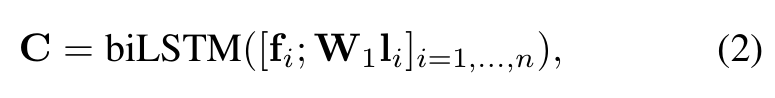 C = biLSTM([f_i; W_1 l_i]_{i=1,...,n}), (2)